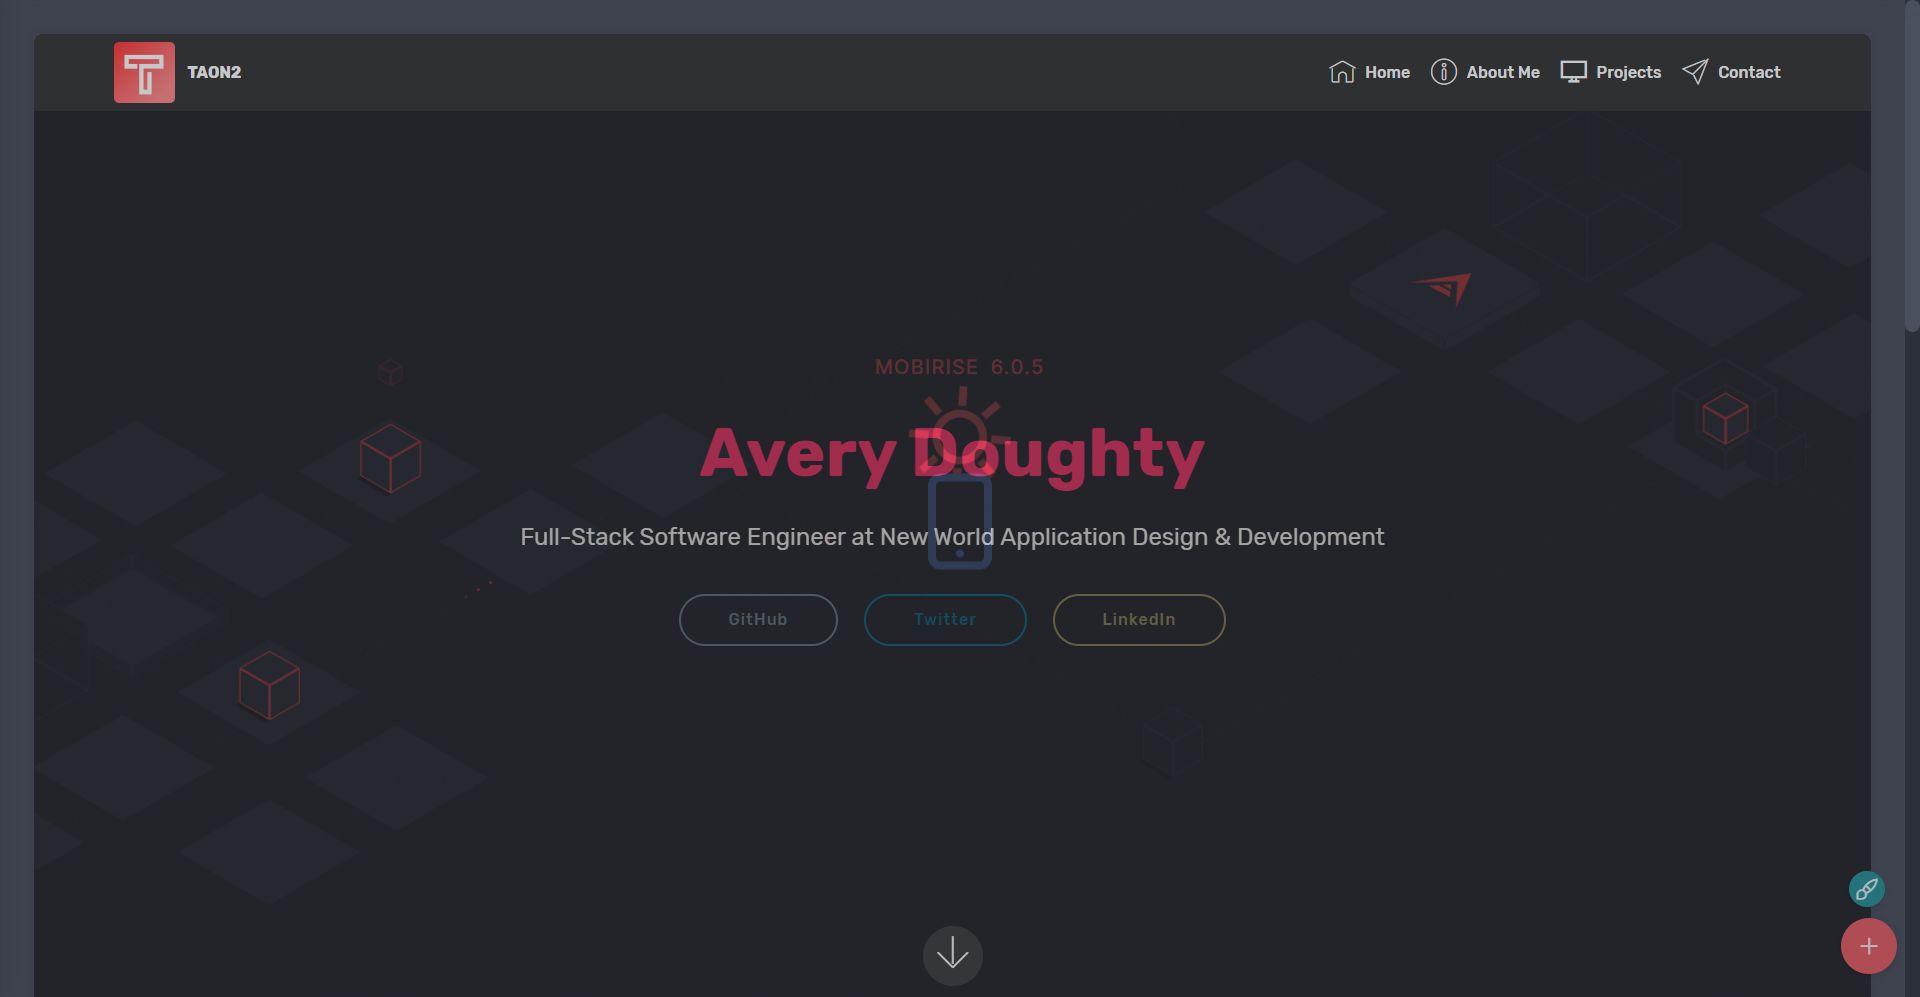 TAON2
Home
About Me
Projects
Contact
MOBIRISE 6.0.5
Avery Doughty
Full-Stack Software Engineer at New World Application Design & Development
GitHub
Twitter
LinkedIn